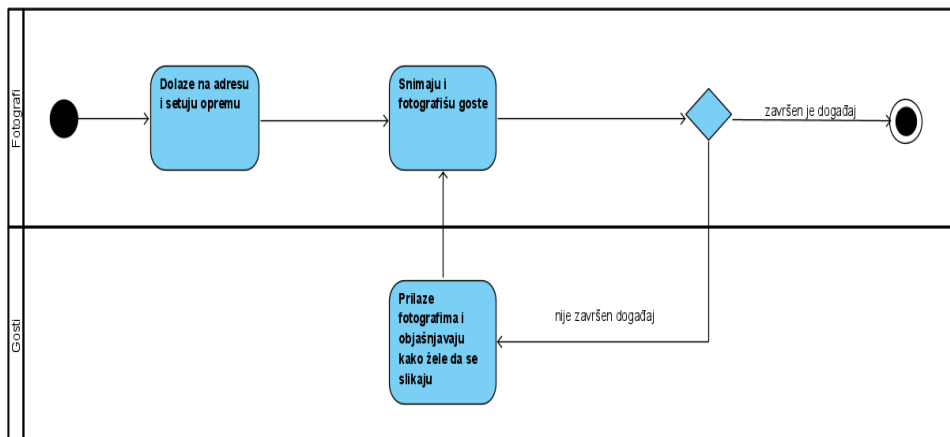 Fotografi
Dolaze na adresu
i setuju opremu
Snimaju i
fotografišu goste
završen je događaj
Gosti
Prilaze
fotografima i
objašnjavaju
kako žele da se
slikaju
nije završen događaj